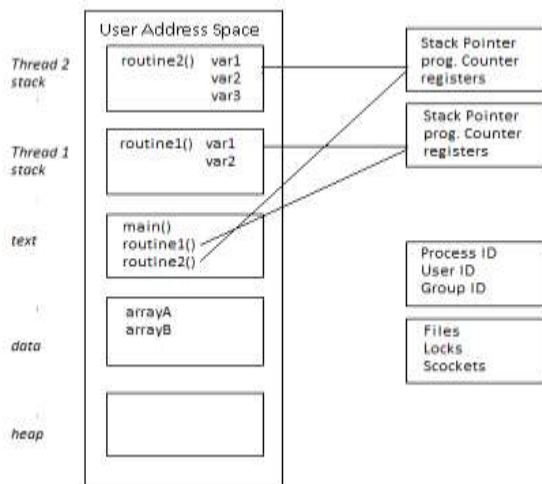 User Address Space
Thread 2
stack
routine2() var1
var2
var3
Stack Pointer
prog. Counter
registers
Thread 1
stack
routine1() var1
var2
Stack Pointer
prog. Counter
registers
text
main()
routine1()
routine2()
Process ID
User ID
Group ID
data
arrayA
arrayB
Files
Locks
Scockets
heap